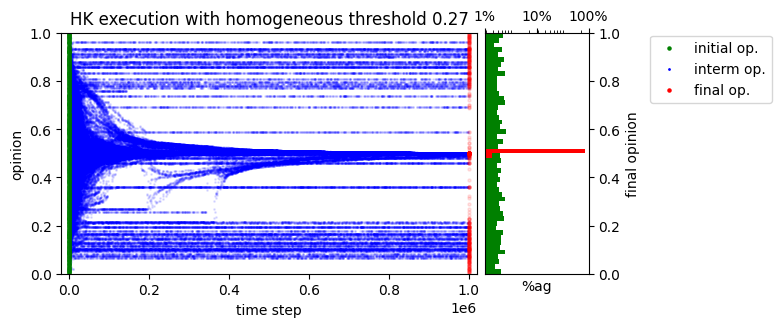 HK execution with homogeneous threshold 0.27
1% 10% 100%
initial op.
interm op.
final op.
opinion
1.0
0.8
0.6
0.4
0.2
0.0
0.0 0.2 0.4 0.6 0.8 1.0
1e6
time step
%ag
1.0
0.8
0.6
0.4
0.2
0.0
final opinion